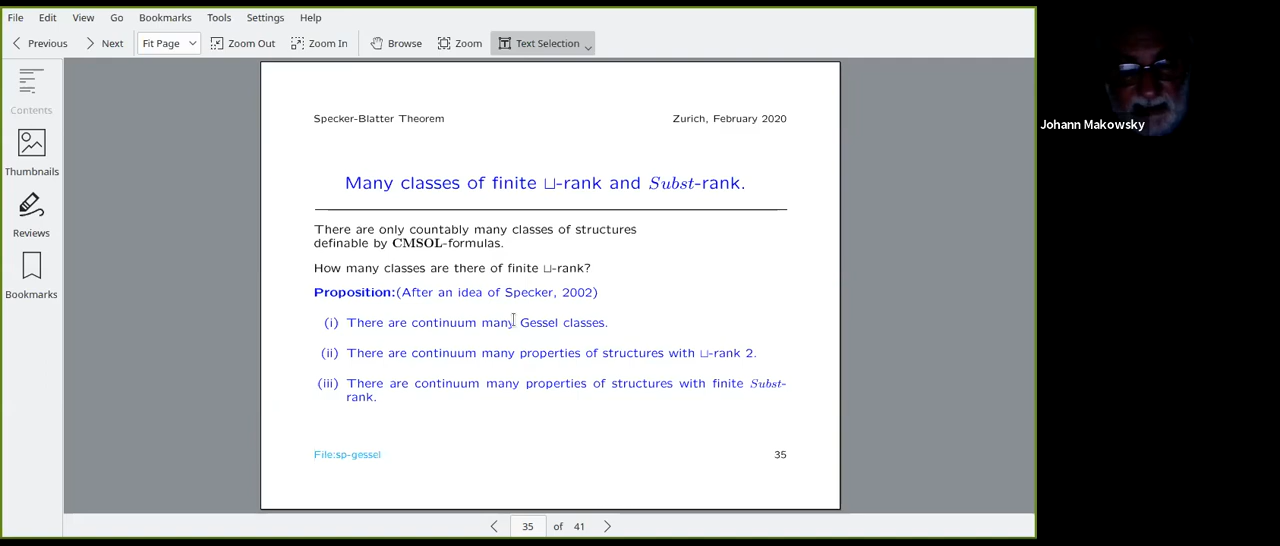 File Edit View Go Bookmarks Tools Settings Help
Previous Next Fit Page Zoom Out Zoom In Browse Zoom Text Selection
Contents
Thumbnails
Reviews
Bookmarks
Specker-Blatter Theorem Zurich, February 2020
Many classes of finite ⊔-rank and Subst-rank.
There are only countably many classes of structures
definable by CMSOL-formulas.
How many classes are there of finite ⊔-rank?
Proposition:(After an idea of Specker, 2002)
(i) There are continuum many Gessel classes.
(ii) There are continuum many properties of structures with ⊔-rank 2.
(iii) There are continuum many properties of structures with finite Subst-
rank.
File:sp-gessel 35
35 of 41
Johann Makowsky